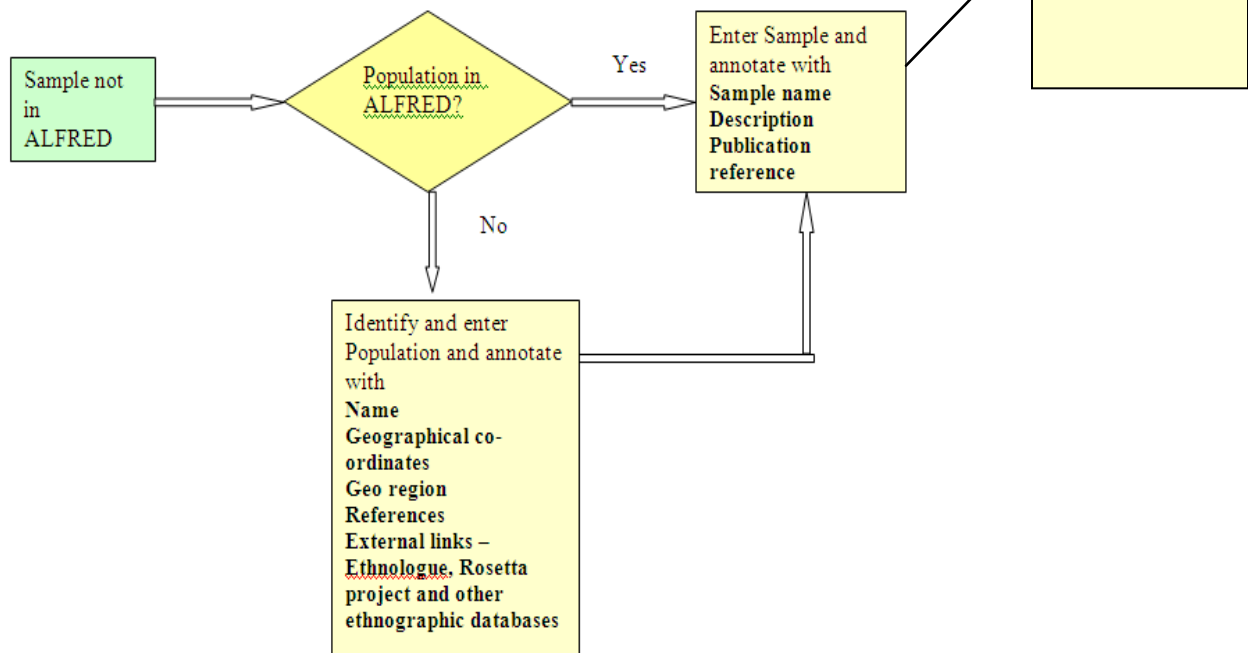 Sample not
in
ALFRED
Population in
ALFRED?
Yes
Enter Sample and
annotate with
Sample name
Description
Publication
reference
No
Identify and enter
Population and annotate
with
Name
Geographical co-
ordinates
Geo region
References
External links –
Ethnologue, Rosetta
project and other
ethnographic databases